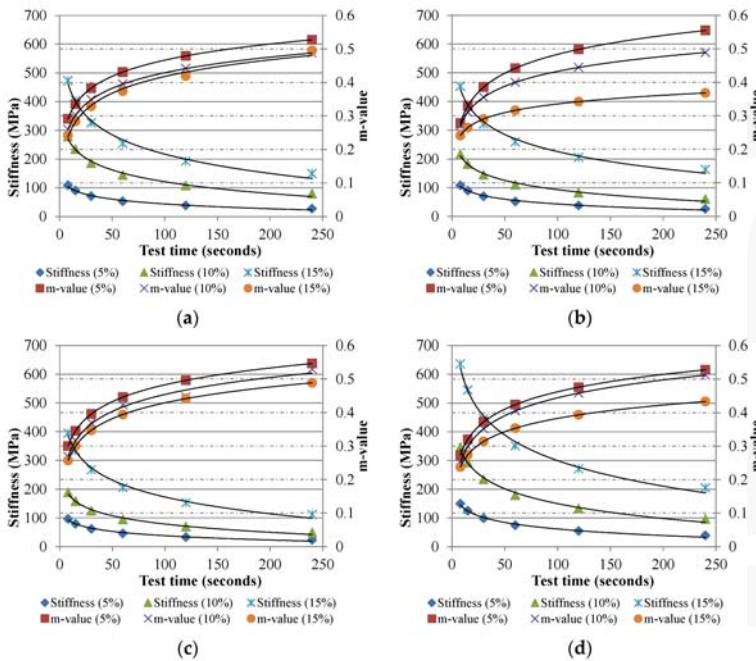 700 0.6
600 0.5
500 0.4
400 0.3
300 0.2
200 0.1
100
0 0
Stiffness (MPa)
m-value
0 50 100 150 200 250
Test time (seconds)
Stiffness (5%) Stiffness (10%) Stiffness (15%)
m-value (5%) m-value (10%) m-value (15%)
(a)
700 0.6
600 0.5
500 0.4
400 0.3
300 0.2
200 0.1
100
0 0
Stiffness (MPa)
m-value
0 50 100 150 200 250
Test time (seconds)
Stiffness (5%) Stiffness (10%) Stiffness (15%)
m-value (5%) m-value (10%) m-value (15%)
(b)
700 0.6
600 0.5
500 0.4
400 0.3
300 0.2
200 0.1
100
0 0
Stiffness (MPa)
m-value
0 50 100 150 200 250
Test time (seconds)
Stiffness (5%) Stiffness (10%) Stiffness (15%)
m-value (5%) m-value (10%) m-value (15%)
(c)
700 0.6
600 0.5
500 0.4
400 0.3
300 0.2
200 0.1
100
0 0
Stiffness (MPa)
m-value
0 50 100 150 200 250
Test time (seconds)
Stiffness (5%) Stiffness (10%) Stiffness (15%)
m-value (5%) m-value (10%) m-value (15%)
(d)